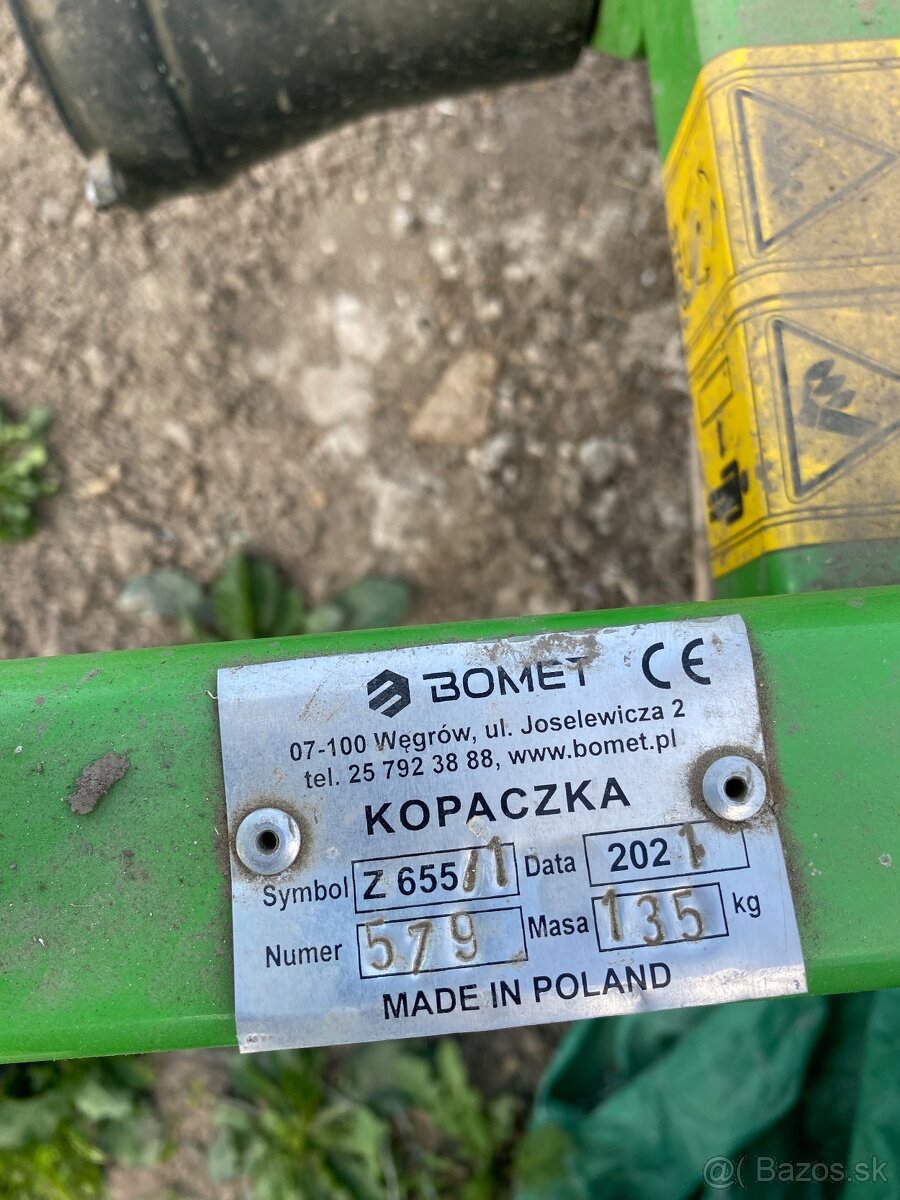 BOMET CE
07-100 Węgrów, ul. Joselewicza 2
tel. 25 792 38 88, www.bomet.pl
KOPACZKA
Symbol Z 655/1 Data 2021
Numer 579 Masa 135 kg
MADE IN POLAND
@( Bazos.sk